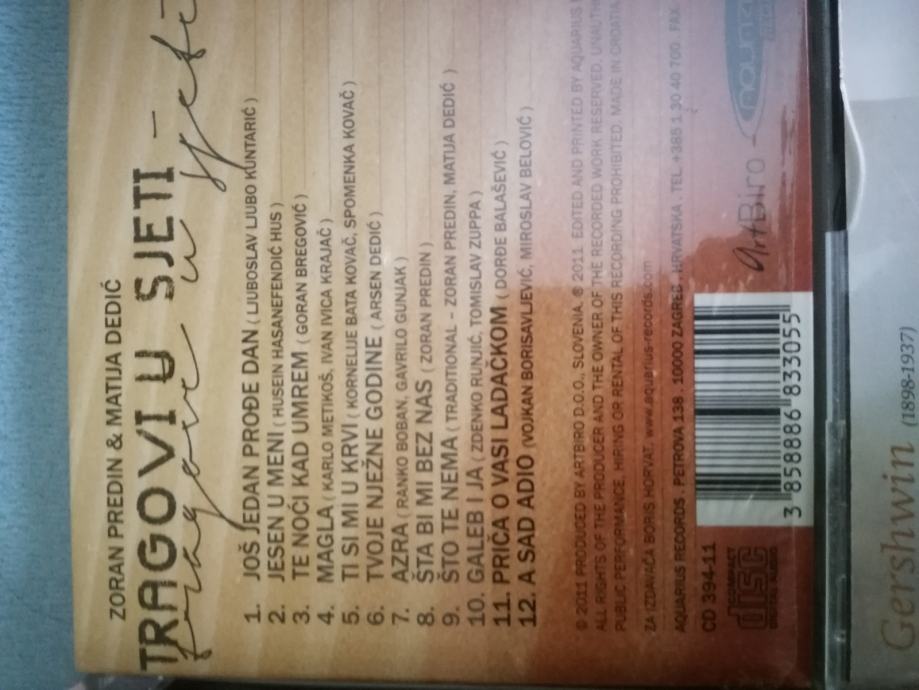 ZORAN PREDIN & MATIJA DEDIĆ
TRAGOVI U SJETI
tragovi u sjeti
1. JOŠ JEDAN PROĐE DAN ( LJUBOSLAV LJUBO KUNTARIĆ )
2. JESEN U MENI ( HUSEIN HASANEFENDIĆ HUS )
3. TE NOĆI KAD UMREM ( GORAN BREGOVIĆ )
4. MAGLA ( KARLO METIKOŠ, IVAN IVICA KRAJAČ )
5. TI SI MI U KRVI ( KORNELIJE BATA KOVAČ, SPOMENKA KOVAČ )
6. TVOJE NJEŽNE GODINE ( ARSEN DEDIĆ )
7. AZRA ( RANKO BOBAN, GAVRILO GUNJAK )
8. ŠTA BI MI BEZ NAS ( ZORAN PREDIN )
9. ŠTO TE NEMA ( TRADITIONAL - ZORAN PREDIN, MATIJA DEDIĆ )
10. GALEB I JA ( ZDENKO RUNJIĆ, TOMISLAV ZUPPA )
11. PRIČA O VASI LADAČKOM ( ĐORĐE BALAŠEVIĆ )
12. A SAD ADIO (VOJKAN BORISAVLJEVIĆ, MIROSLAV BELOVIĆ )
© 2011 PRODUCED BY ARTBIRO D.O.O., SLOVENIA. ℗ 2011 EDITED AND PRINTED BY AQUARIUS
ALL RIGHTS OF THE PRODUCER AND THE OWNER OF THE RECORDED WORK RESERVED.
PUBLIC PERFORMANCE, HIRING OR RENTAL OF THIS RECORDING PROHIBITED. MADE IN CROATIA
ZA IZDAVAČA BORIS HORVAT, www.aquarius-records.com
AQUARIUS RECORDS . PETROVA 138 . 10000 ZAGREB . HRVATSKA . TEL. +385 1 30 40 700 . FAX.
CD 394-11
COMPACT
disc
DIGITAL AUDIO
3 858886 833055
artBiro
Gershwin (1898-1937)